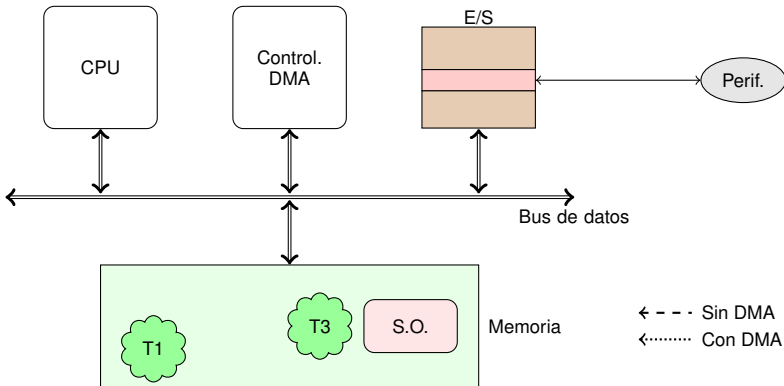 E/S
CPU
Control.
DMA
Perif.
Bus de datos
T1
T3
S.O.
Memoria
Sin DMA
Con DMA